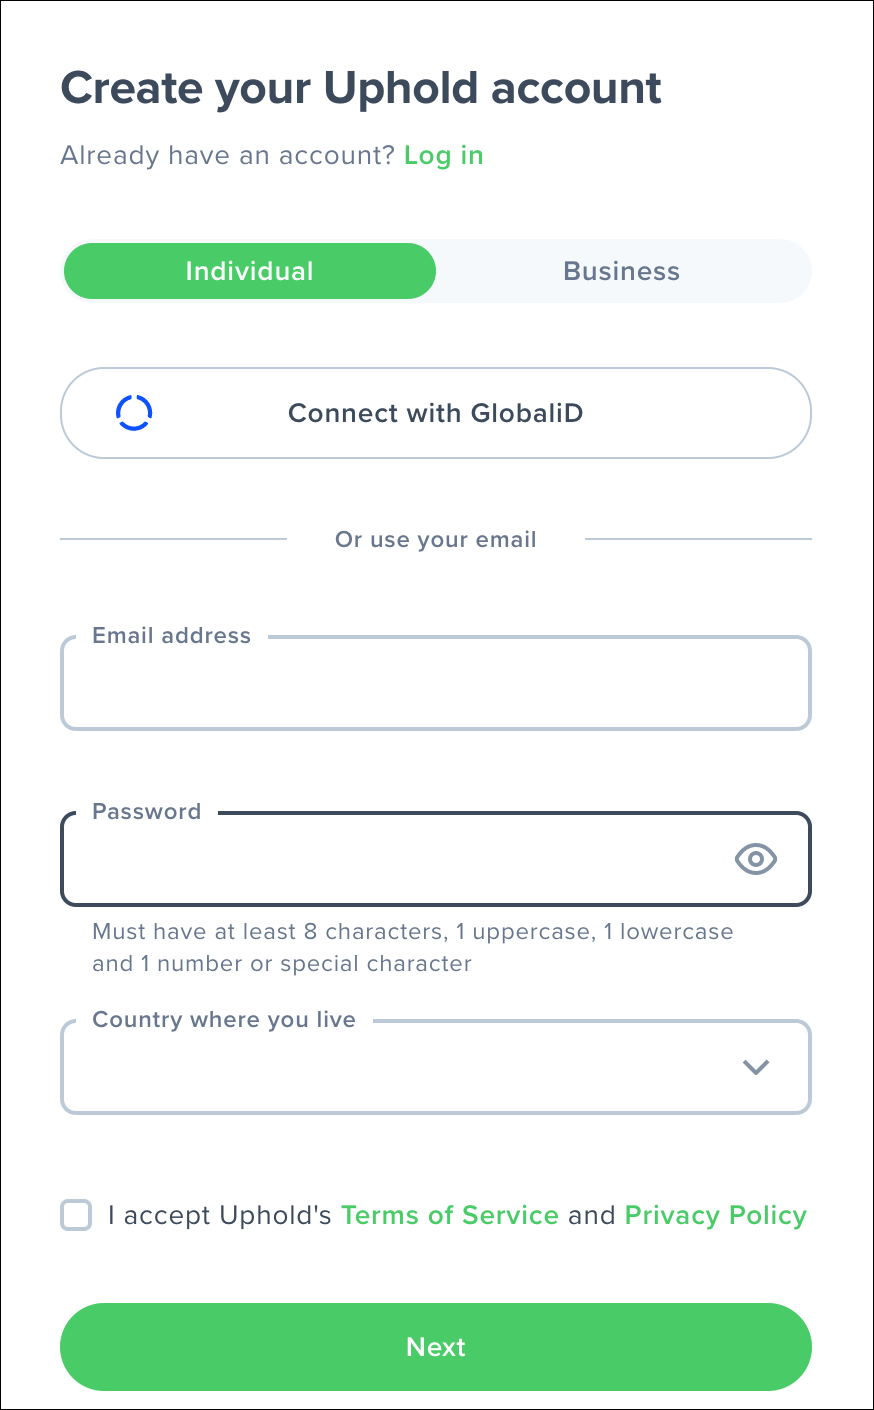 Create your Uphold account
Already have an account? Log in
Individual
Business
Connect with GlobaliD
Or use your email
Email address
Password
Must have at least 8 characters, 1 uppercase, 1 lowercase
and 1 number or special character
Country where you live
I accept Uphold's Terms of Service and Privacy Policy
Next